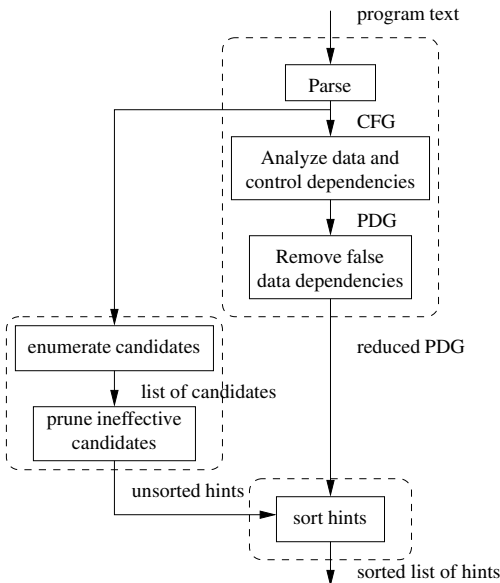 program text
Parse
CFG
Analyze data and
control dependencies
PDG
Remove false
data dependencies
enumerate candidates
reduced PDG
list of candidates
prune ineffective
candidates
unsorted hints
sort hints
sorted list of hints